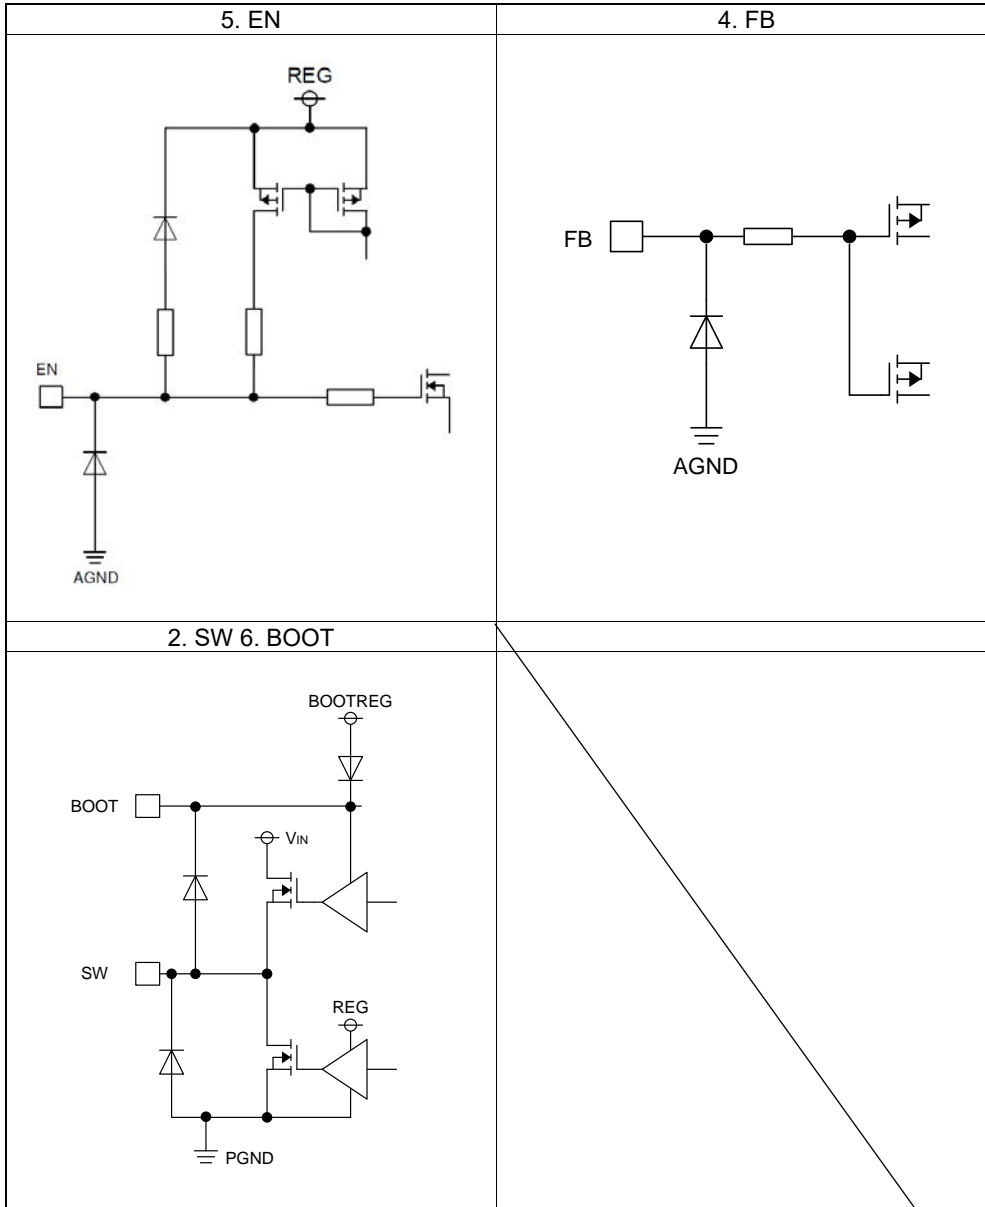 5. EN
4. FB
REG
EN
AGND
FB
AGND
2. SW 6. BOOT
BOOTREG
BOOT
VIN
SW
REG
PGND